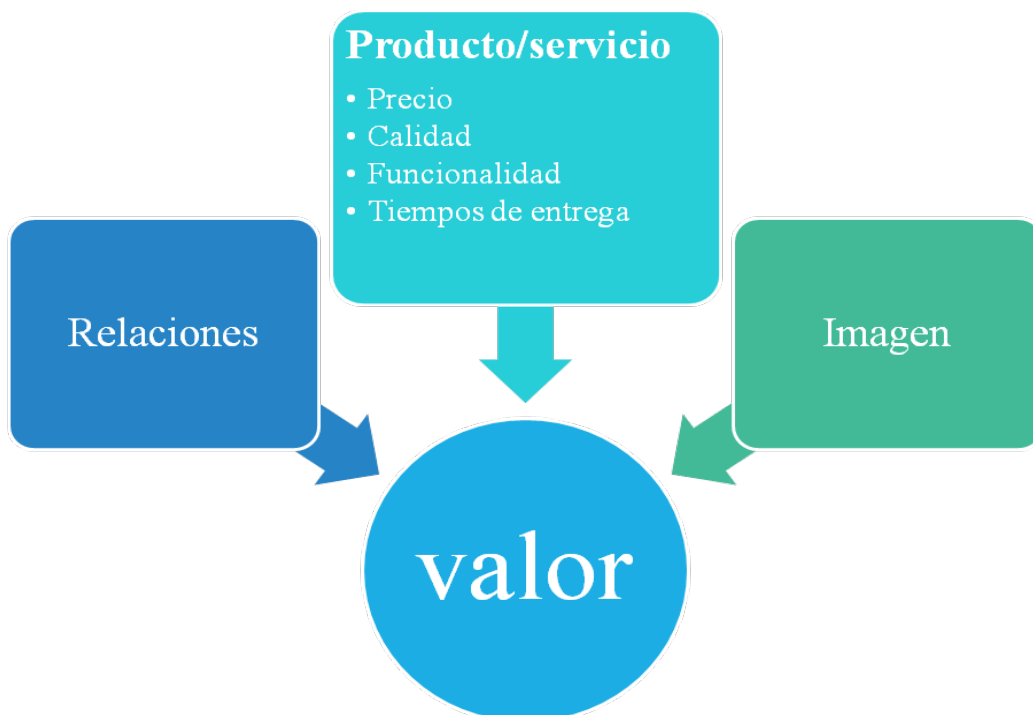 Producto/servicio
• Precio
• Calidad
• Funcionalidad
• Tiempos de entrega
Relaciones
Imagen
valor